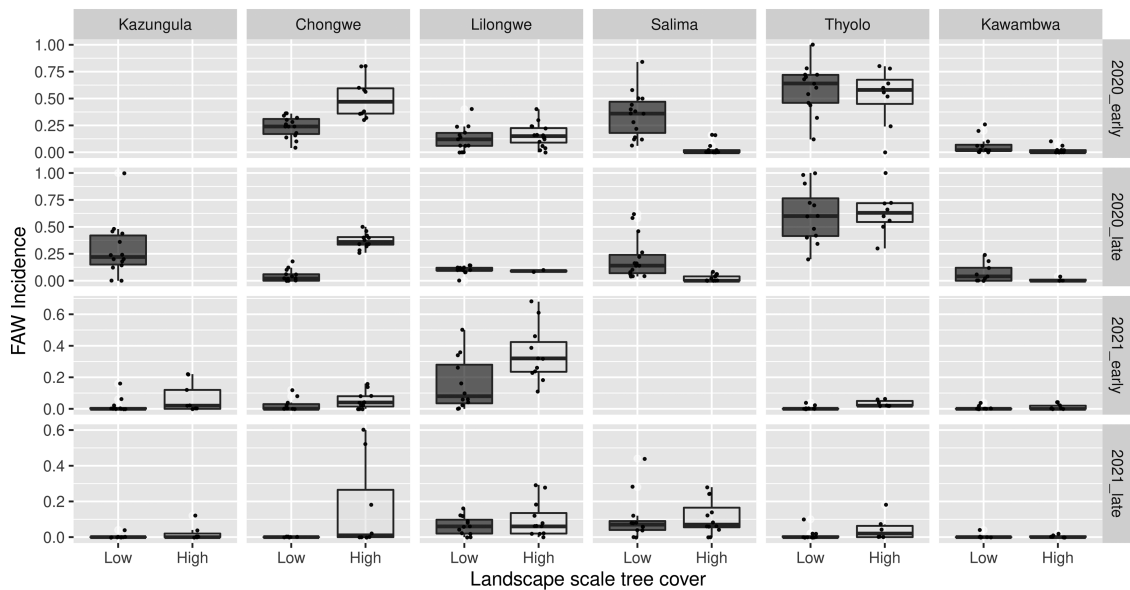 Kazungula Chongwe Lilongwe Salima Thyolo Kawambwa
1.00
0.75
0.50
0.25
0.00
2020_early
1.00
0.75
0.50
0.25
0.00
2020_late
FAW Incidence
0.6
0.4
0.2
0.0
2021_early
0.6
0.4
0.2
0.0
2021_late
Low High Low High Low High Low High Low High Low High
Landscape scale tree cover